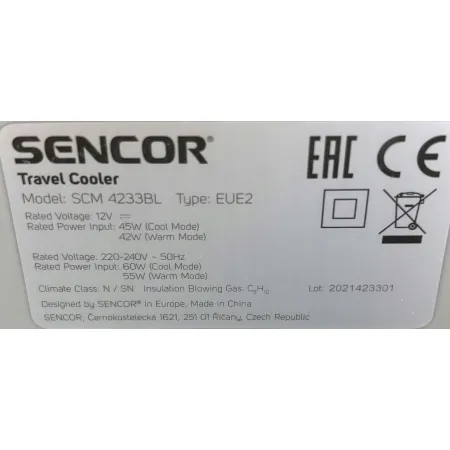 SENCOR®
EAC CE
Travel Cooler
Model: SCM 4233BL Type: EUE2
Rated Voltage: 12V ⎓
Rated Power Input: 45W (Cool Mode)
42W (Warm Mode)
Rated Voltage: 220-240V ~ 50Hz
Rated Power Input: 60W (Cool Mode)
55W (Warm Mode)
Climate Class: N / SN Insulation Blowing Gas: C₅H₁₀
Lot: 2021423301
Designed by SENCOR® in Europe, Made in China
SENCOR, Černokostelecká 1621, 251 01 Říčany, Czech Republic